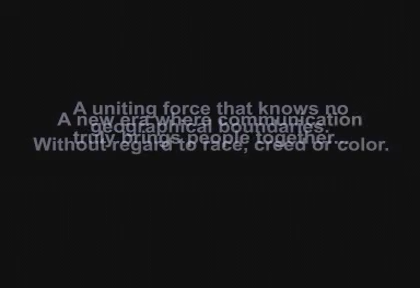 A uniting force that knows no
geographical boundaries.
Without regard to race, creed or color.
A new era where communication
truly brings people together...